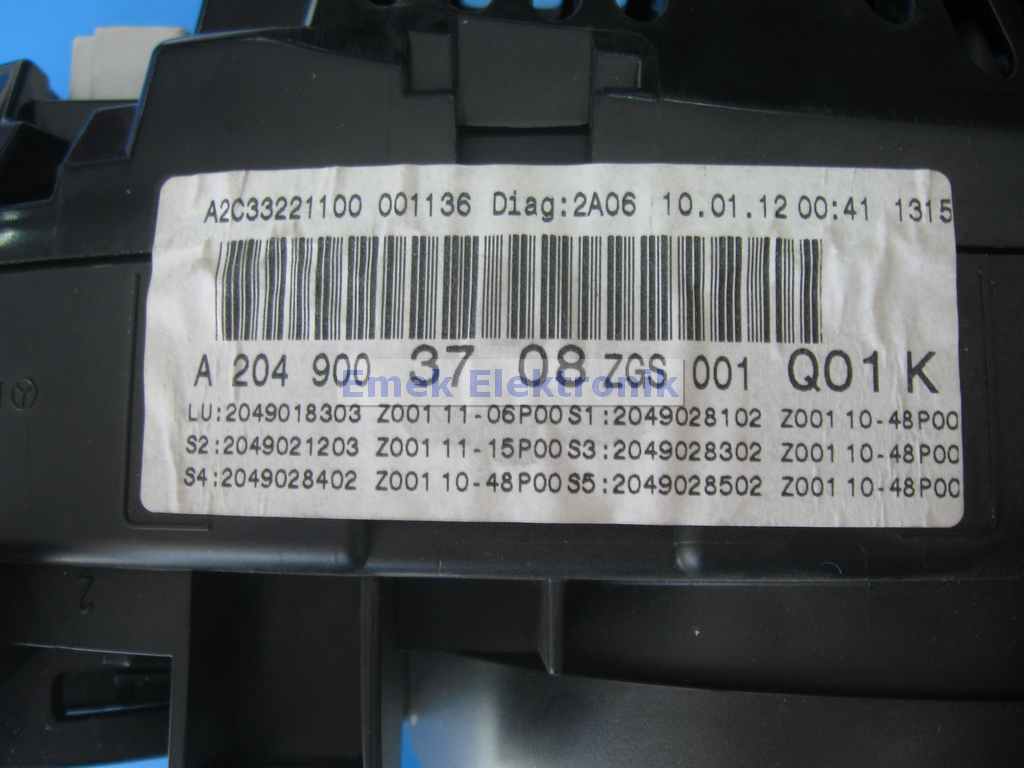 A2C33221100 001136 Diag:2A06 10.01.12 00:41 1315
A 204 900 37 08 ZGS 001 Q01 K
Emek Elektronik
LU:2049018303 Z001 11-06P00 S1:2049028102 Z001 10-48P00
S2:2049021203 Z001 11-15P00 S3:2049028302 Z001 10-48P00
S4:2049028402 Z001 10-48P00 S5:2049028502 Z001 10-48P00
2